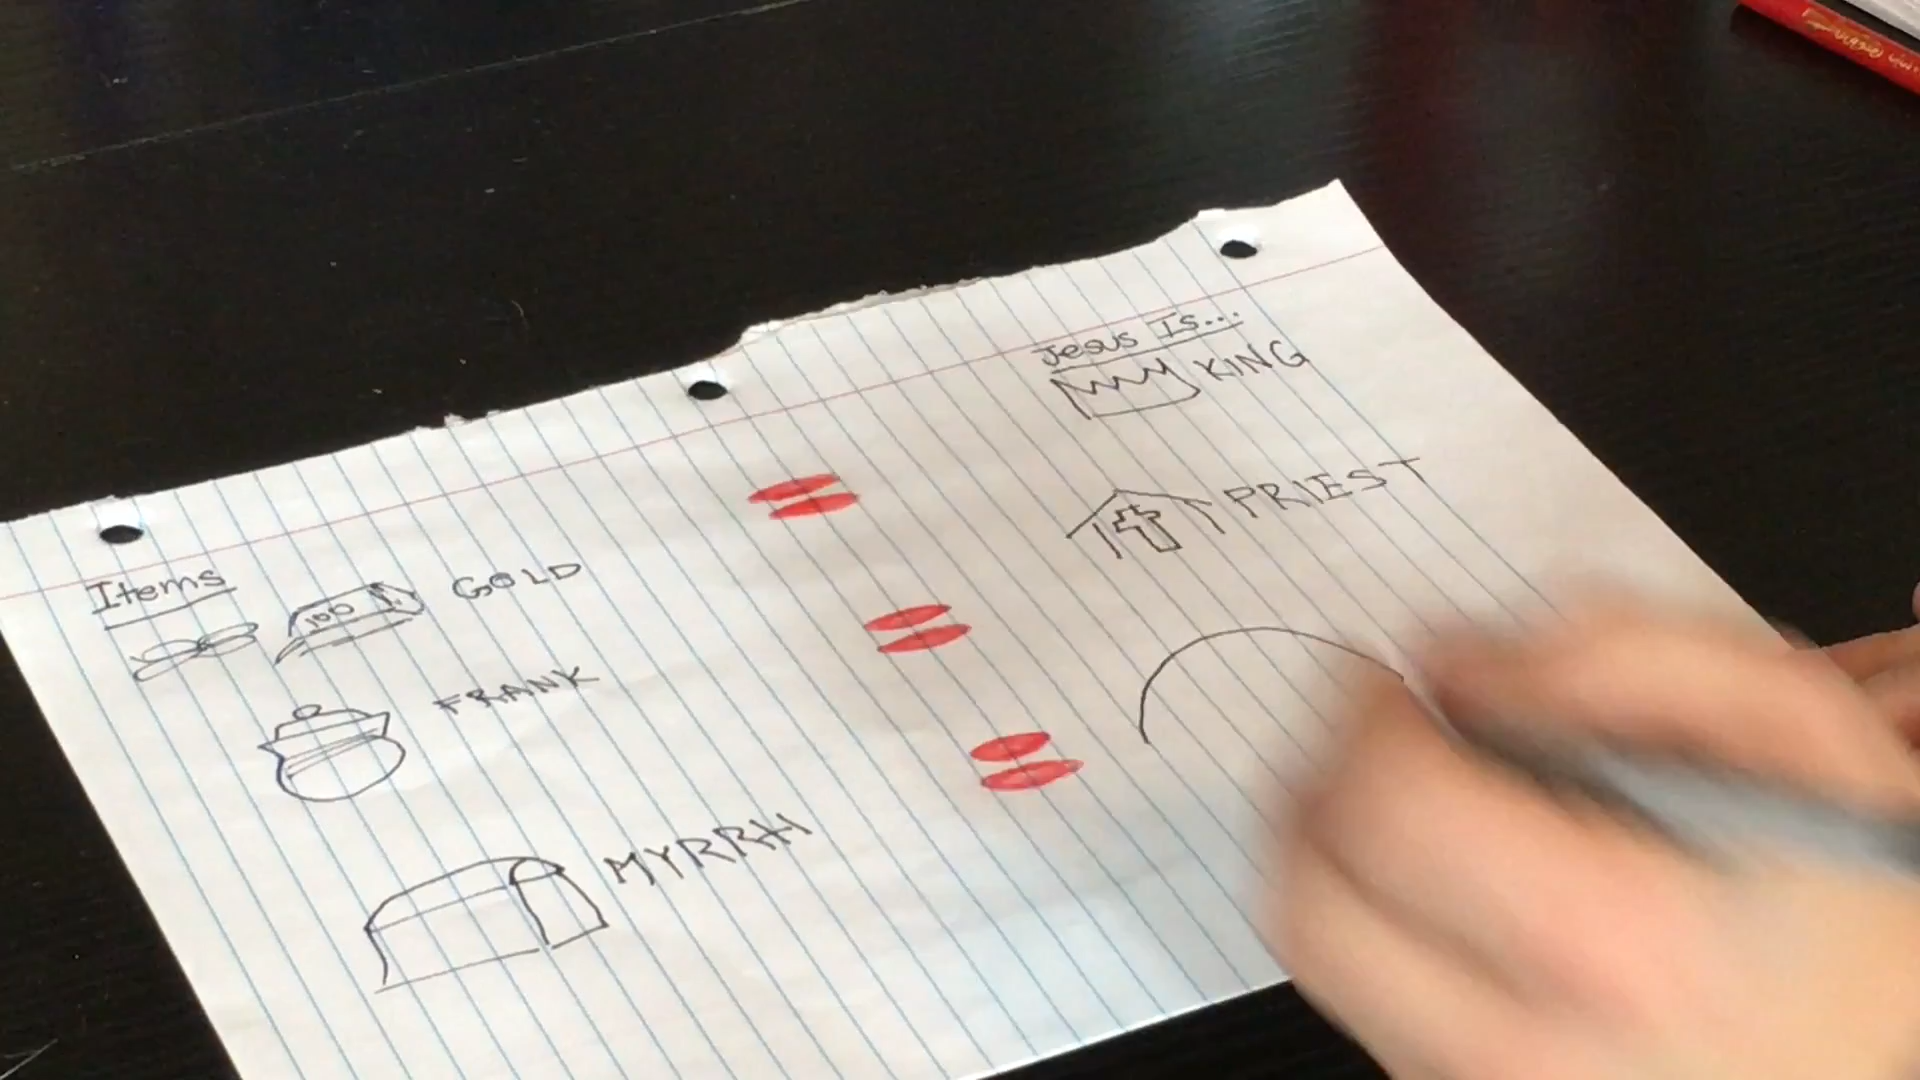 Jesus IS...
KING
PRIEST
Items
100
GOLD
FRANK
MYRRH